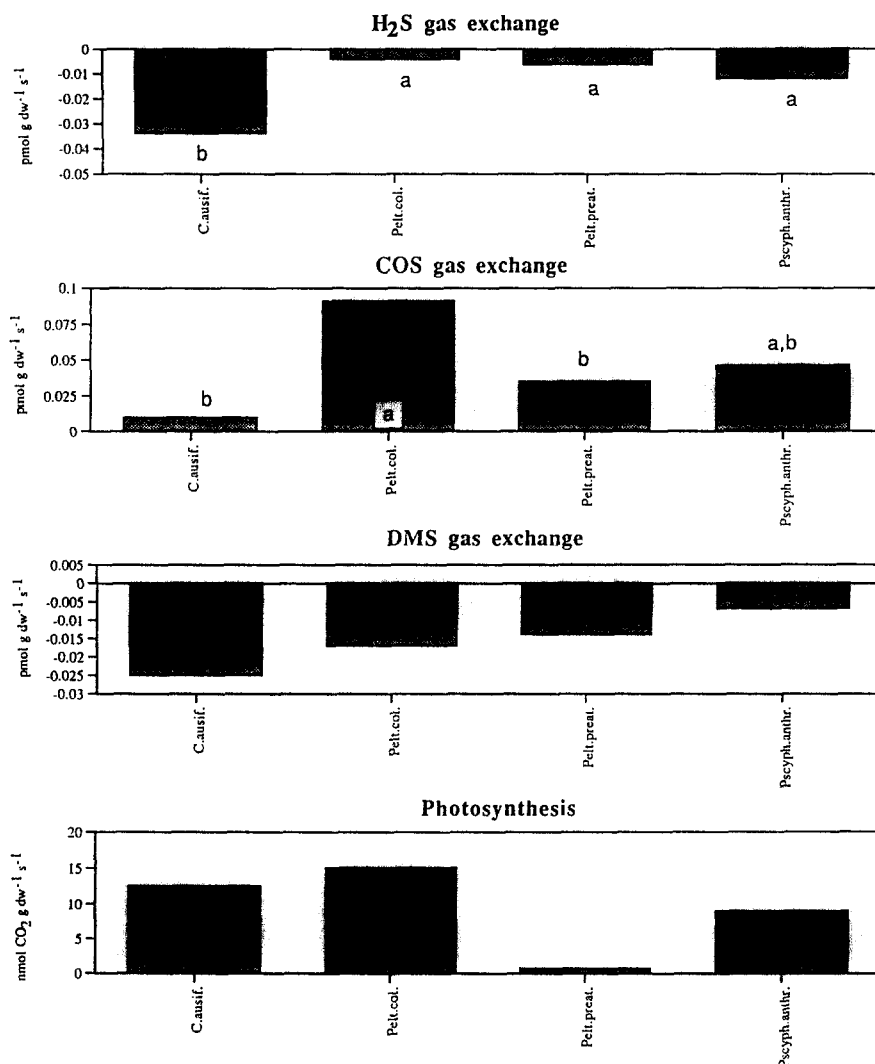 H₂S gas exchange
pmol g dw⁻¹ s⁻¹
0
-0.01
-0.02
-0.03
-0.04
-0.05
b
a
a
a
C.ausif.
Pelt.col.
Pelt.preat.
Pscyph.anthr.
COS gas exchange
pmol g dw⁻¹ s⁻¹
0.1
0.075
0.05
0.025
0
b
a
b
a,b
C.ausif.
Pelt.col.
Pelt.preat.
Pscyph.anthr.
DMS gas exchange
pmol g dw⁻¹ s⁻¹
0.005
0
-0.005
-0.01
-0.015
-0.02
-0.025
-0.03
C.ausif.
Pelt.col.
Pelt.preat.
Pscyph.anthr.
Photosynthesis
nmol CO₂ g dw⁻¹ s⁻¹
20
15
10
5
0
C.ausif.
Pelt.col.
Pelt.preat.
Pscyph.anthr.